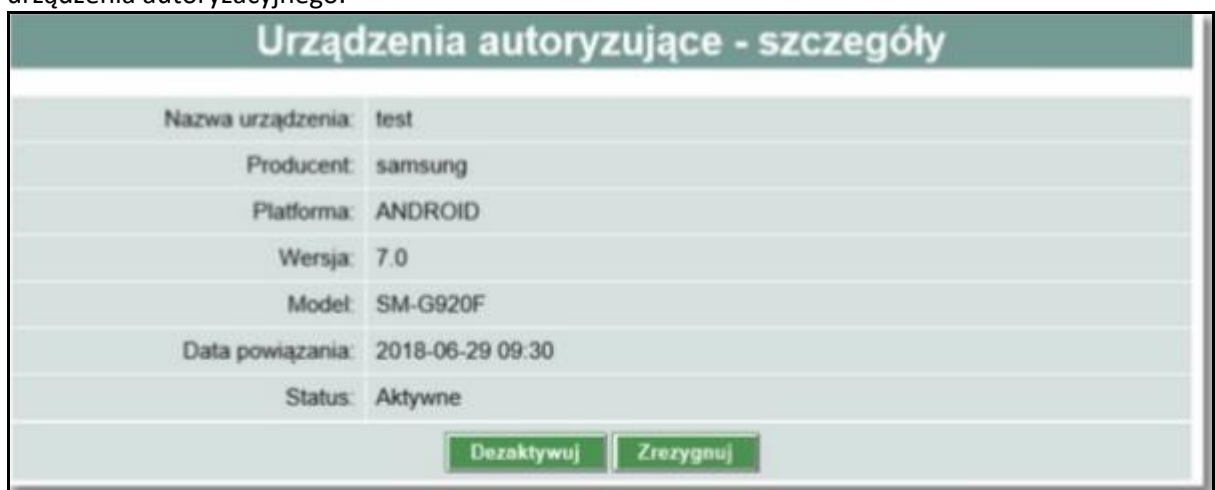 urządzenia autoryzacyjnego.
Urządzenia autoryzujące - szczegóły
Nazwa urządzenia: test
Producent: samsung
Platforma: ANDROID
Wersja: 7.0
Model: SM-G920F
Data powiązania: 2018-06-29 09:30
Status: Aktywne
Dezaktywuj Zrezygnuj